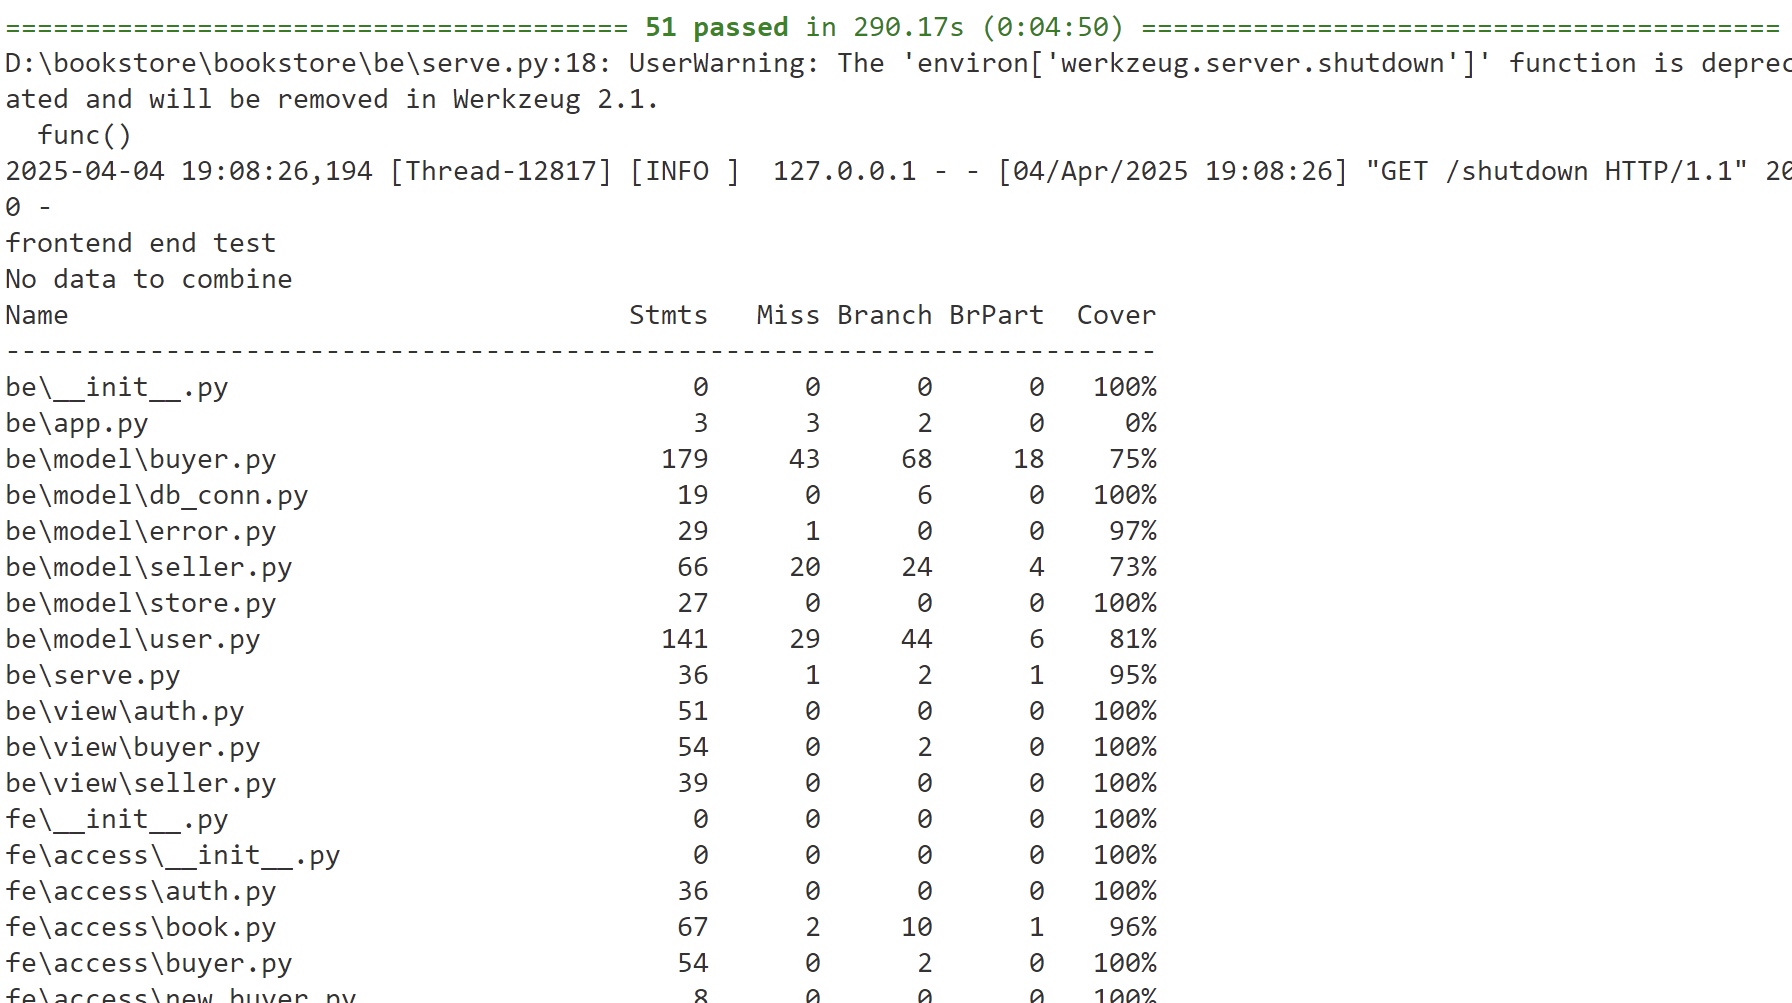 ======================================= 51 passed in 290.17s (0:04:50) ========================================
D:\bookstore\bookstore\be\serve.py:18: UserWarning: The 'environ['werkzeug.server.shutdown']' function is deprec
ated and will be removed in Werkzeug 2.1.
  func()
2025-04-04 19:08:26,194 [Thread-12817] [INFO ]  127.0.0.1 - - [04/Apr/2025 19:08:26] "GET /shutdown HTTP/1.1" 20
0 -
frontend end test
No data to combine
Name                                   Stmts   Miss Branch BrPart  Cover
------------------------------------------------------------------------
be\__init__.py                             0      0      0      0   100%
be\app.py                                  3      3      2      0     0%
be\model\buyer.py                        179     43     68     18    75%
be\model\db_conn.py                       19      0      6      0   100%
be\model\error.py                         29      1      0      0    97%
be\model\seller.py                        66     20     24      4    73%
be\model\store.py                         27      0      0      0   100%
be\model\user.py                         141     29     44      6    81%
be\serve.py                               36      1      2      1    95%
be\view\auth.py                           51      0      0      0   100%
be\view\buyer.py                          54      0      2      0   100%
be\view\seller.py                         39      0      0      0   100%
fe\__init__.py                             0      0      0      0   100%
fe\access\__init__.py                      0      0      0      0   100%
fe\access\auth.py                         36      0      0      0   100%
fe\access\book.py                         67      2     10      1    96%
fe\access\buyer.py                        54      0      2      0   100%
fe\access\new_buyer.py                     8      0      0      0   100%